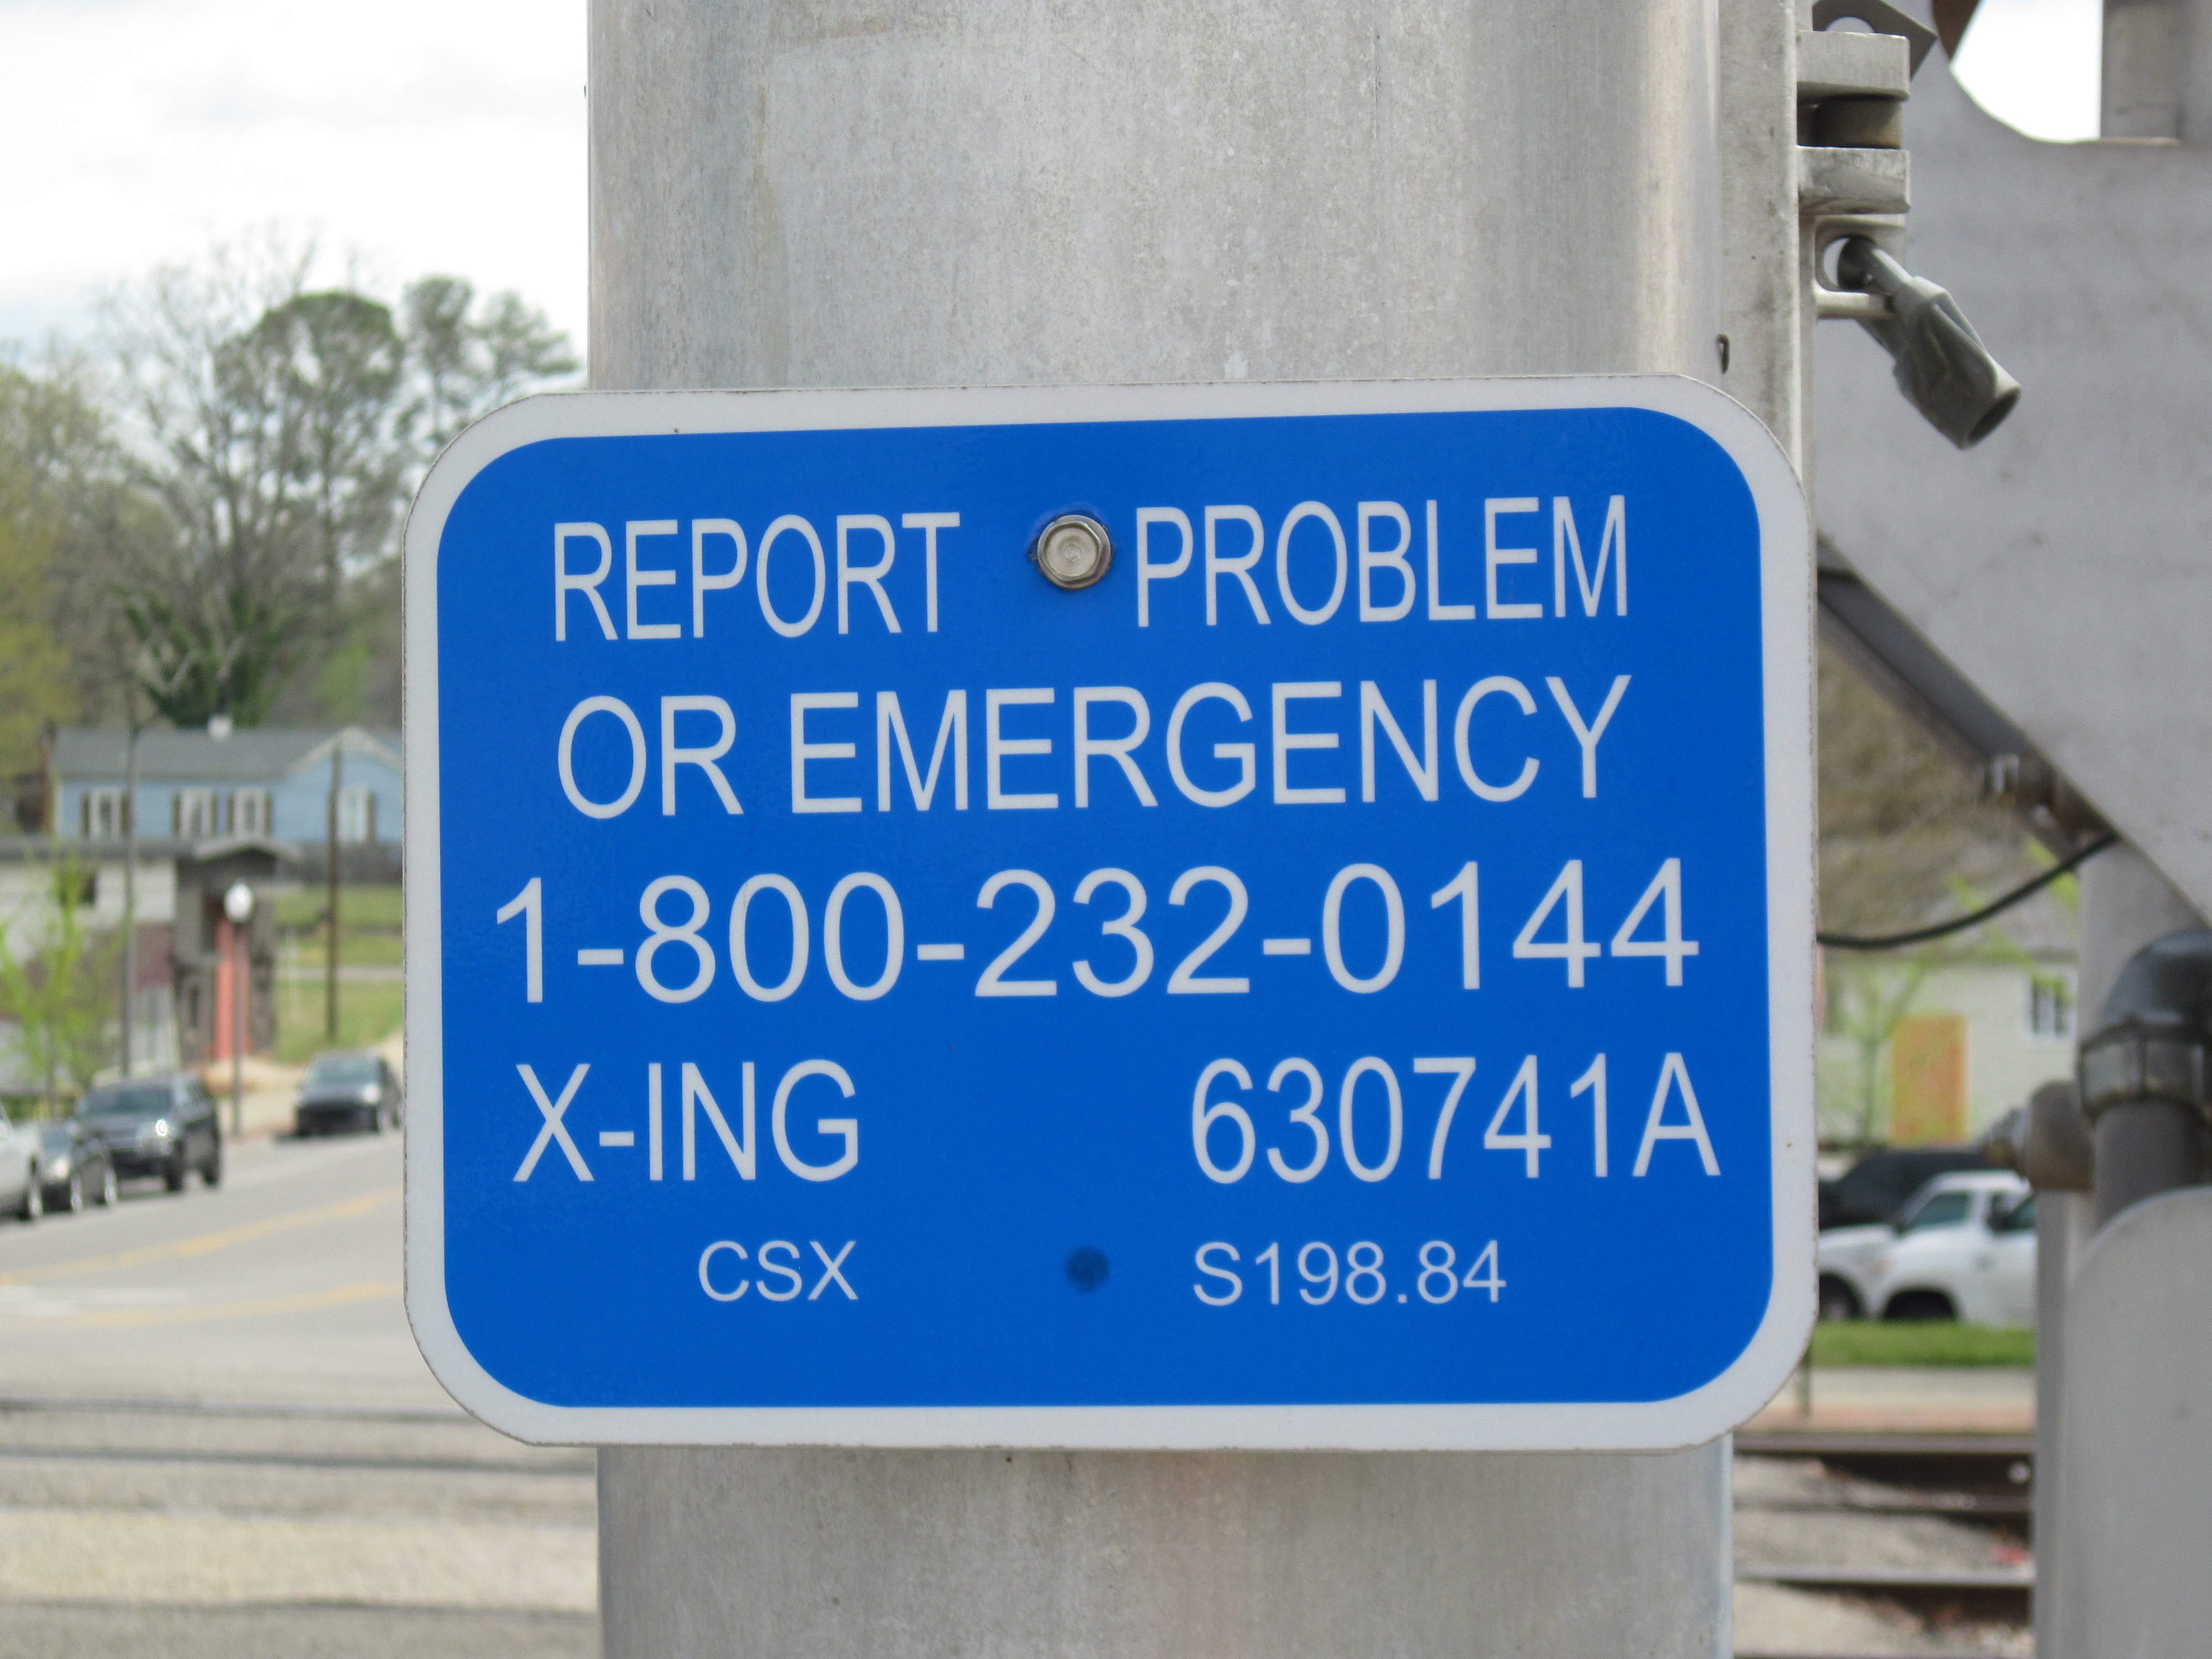 REPORT PROBLEM
OR EMERGENCY
1-800-232-0144
X-ING 630741A
CSX S198.84